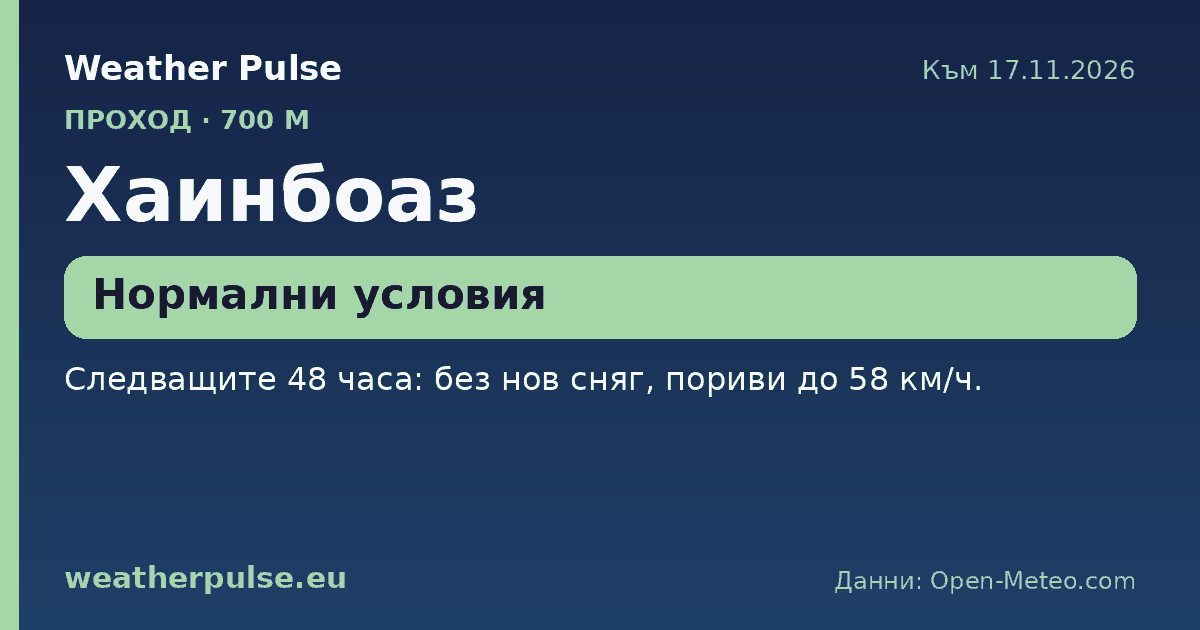 Weather Pulse
Към 17.11.2026
ПРОХОД · 700 М
Хаинбоаз
Нормални условия
Следващите 48 часа: без нов сняг, пориви до 58 км/ч.
weatherpulse.eu
Данни: Open-Meteo.com